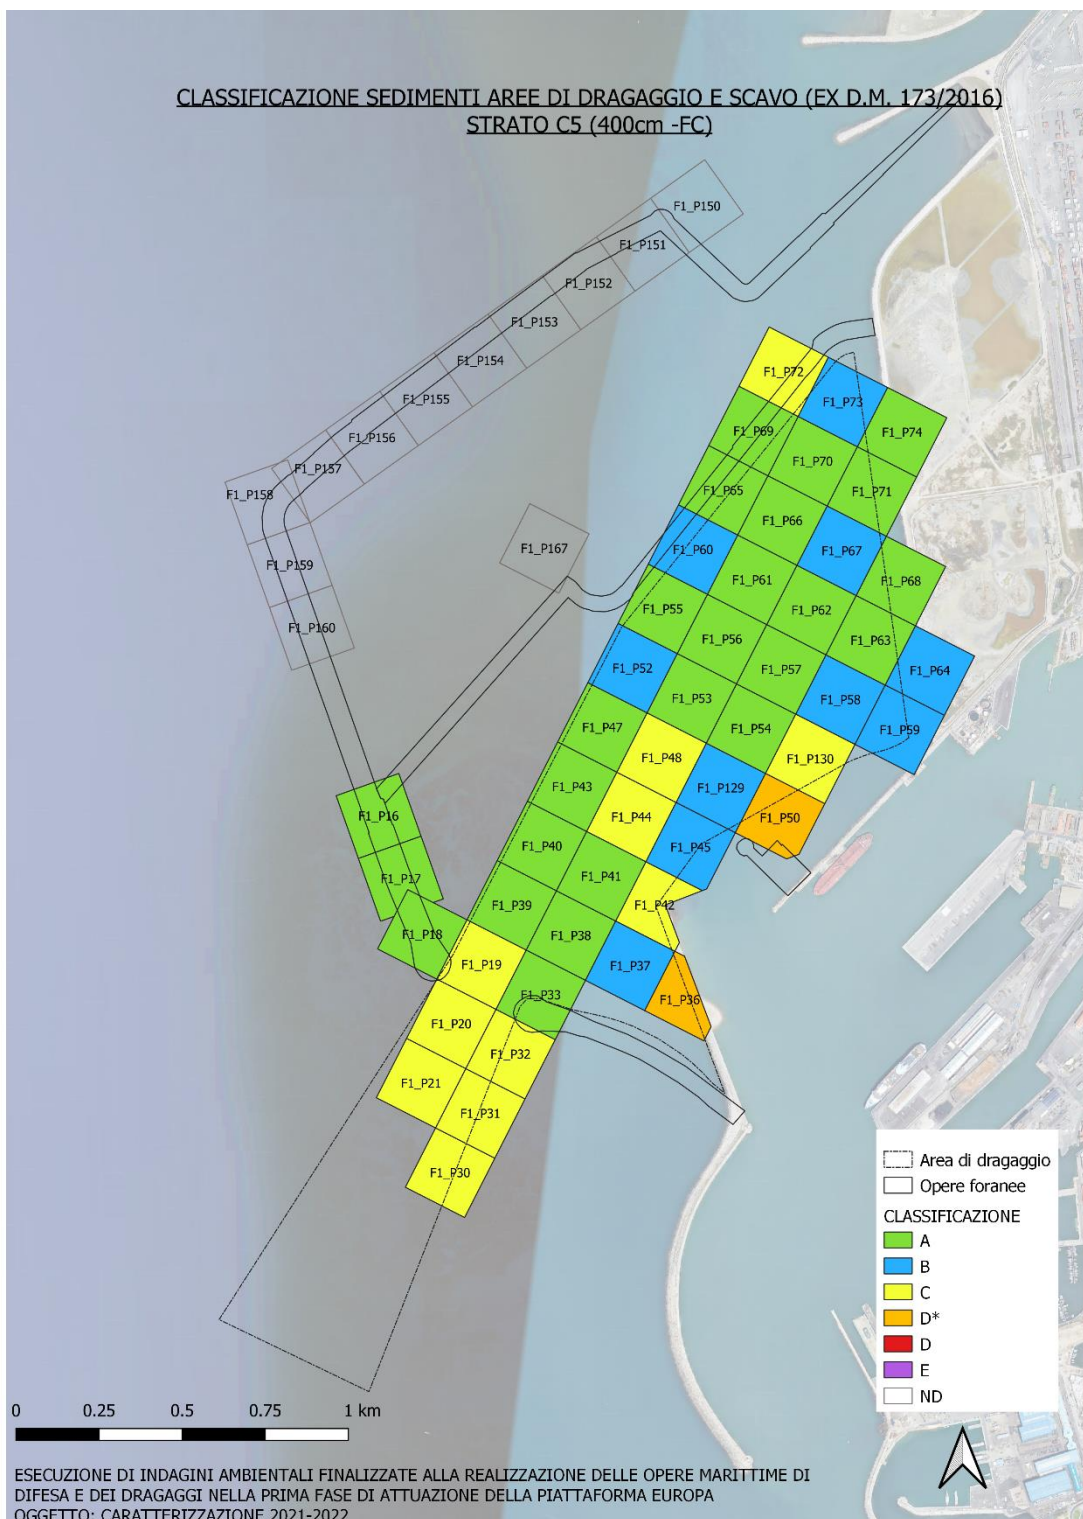 CLASSIFICAZIONE SEDIMENTI AREE DI DRAGAGGIO E SCAVO (EX D.M. 173/2016)
STRATO C5 (400cm -FC)
F1_P150
F1_P151
F1_P152
F1_P153
F1_P154
F1_P155
F1_P156
F1_P157
F1_P158
F1_P159
F1_P160
F1_P167
F1_P72
F1_P73
F1_P74
F1_P69
F1_P70
F1_P71
F1_P65
F1_P66
F1_P67
F1_P68
F1_P60
F1_P61
F1_P62
F1_P63
F1_P64
F1_P55
F1_P56
F1_P57
F1_P58
F1_P59
F1_P52
F1_P53
F1_P54
F1_P130
F1_P47
F1_P48
F1_P129
F1_P50
F1_P43
F1_P44
F1_P45
F1_P40
F1_P41
F1_P42
F1_P39
F1_P38
F1_P37
F1_P36
F1_P16
F1_P17
F1_P18
F1_P19
F1_P33
F1_P20
F1_P32
F1_P21
F1_P31
F1_P30
Area di dragaggio
Opere foranee
CLASSIFICAZIONE
A
B
C
D*
D
E
ND
0 0.25 0.5 0.75 1 km
ESECUZIONE DI INDAGINI AMBIENTALI FINALIZZATE ALLA REALIZZAZIONE DELLE OPERE MARITTIME DI
DIFESA E DEI DRAGAGGI NELLA PRIMA FASE DI ATTUAZIONE DELLA PIATTAFORMA EUROPA
OGGETTO: CARATTERIZZAZIONE 2021-2022